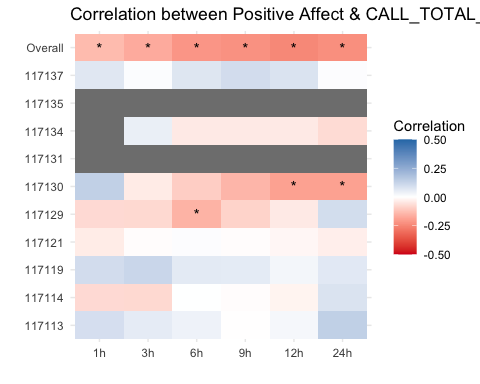 Correlation between Positive Affect & CALL_TOTAL_
Overall * * * * * *
117137
117135
117134
117131
117130 * *
117129 *
117121
117119
117114
117113
1h 3h 6h 9h 12h 24h
Correlation
0.50
0.25
0.00
-0.25
-0.50